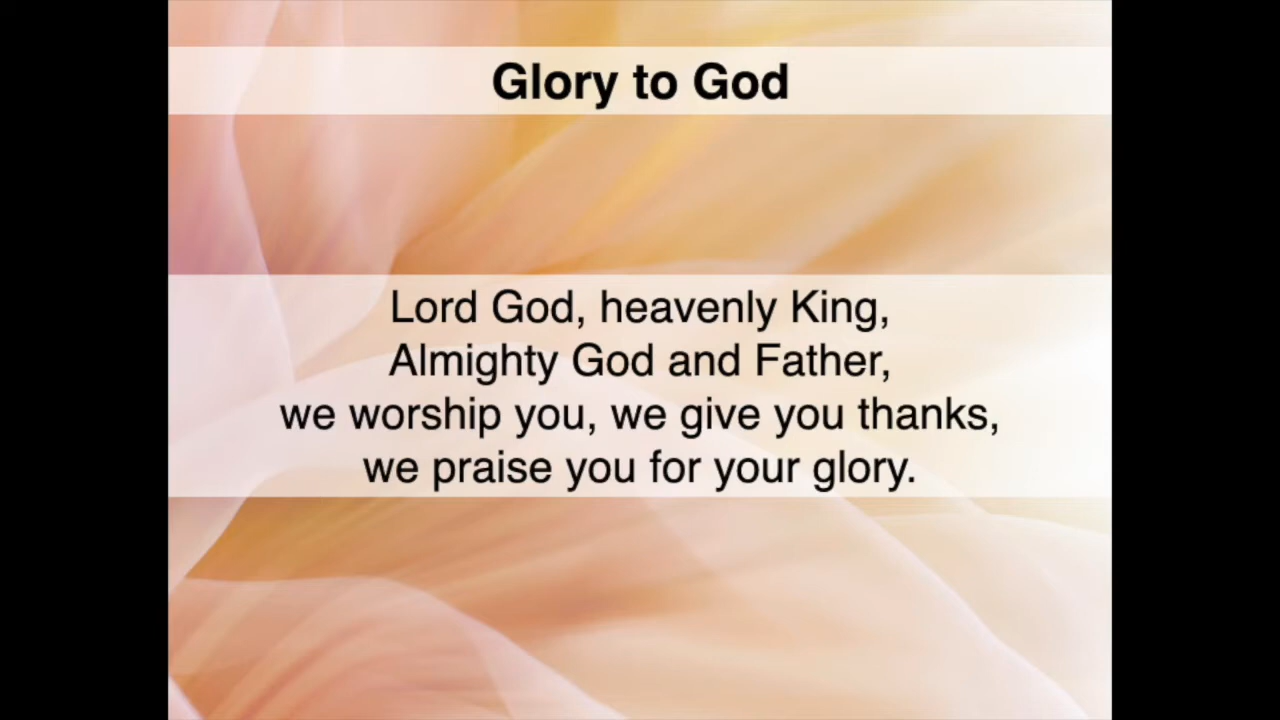 Glory to God
Lord God, heavenly King,
Almighty God and Father,
we worship you, we give you thanks,
we praise you for your glory.